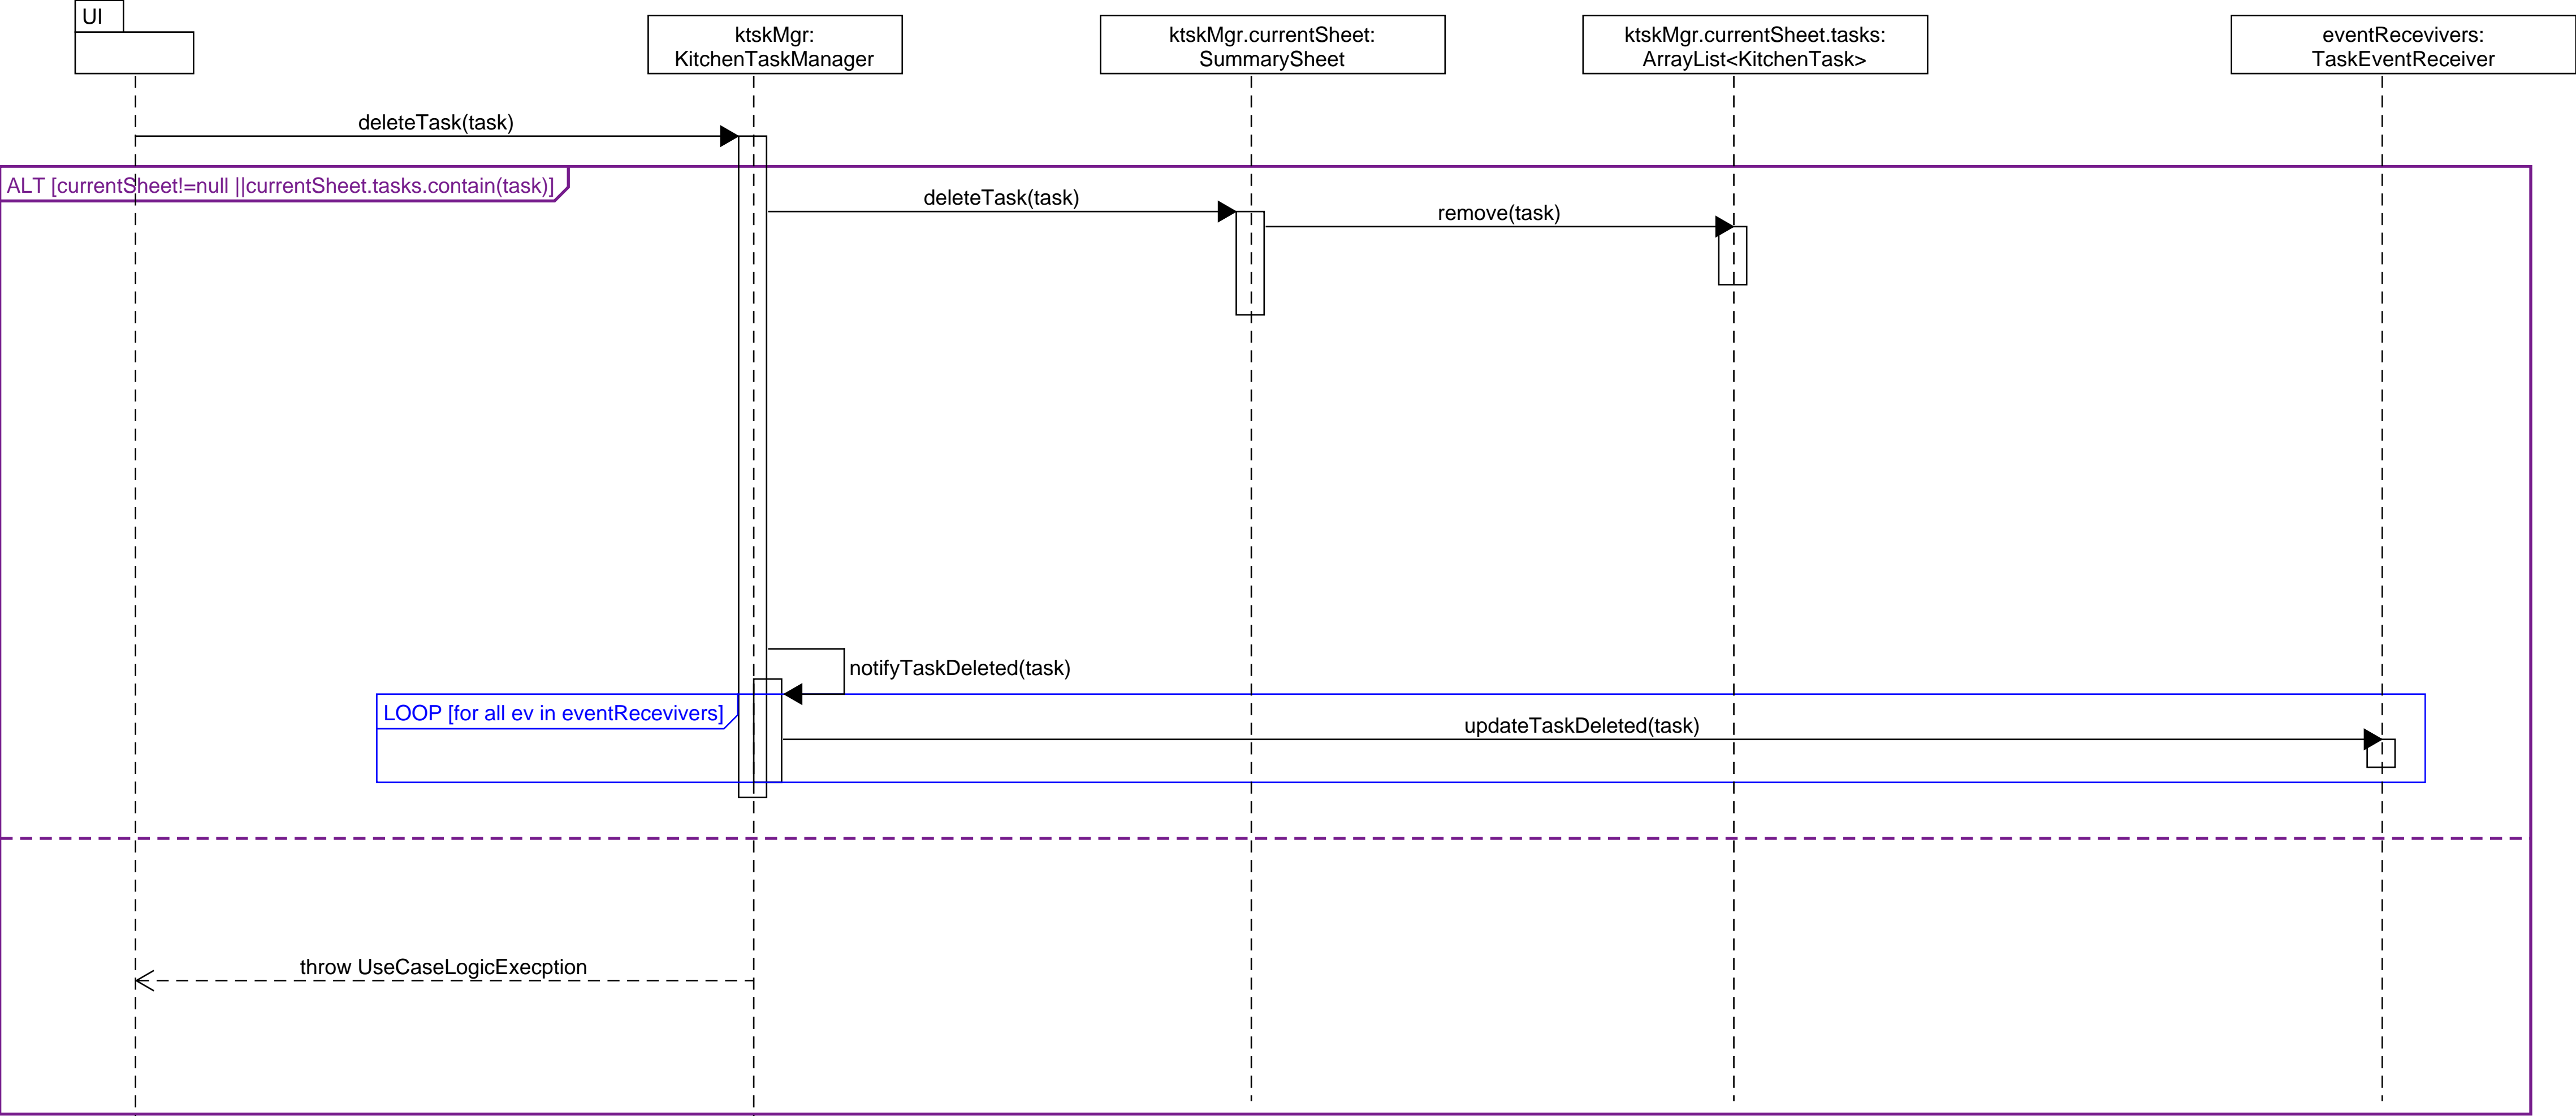 UI
ktskMgr:
KitchenTaskManager
ktskMgr.currentSheet:
SummarySheet
ktskMgr.currentSheet.tasks:
ArrayList<KitchenTask>
eventRecevivers:
TaskEventReceiver
deleteTask(task)
ALT [currentSheet!=null ||currentSheet.tasks.contain(task)]
deleteTask(task)
remove(task)
notifyTaskDeleted(task)
LOOP [for all ev in eventRecevivers]
updateTaskDeleted(task)
throw UseCaseLogicExecption